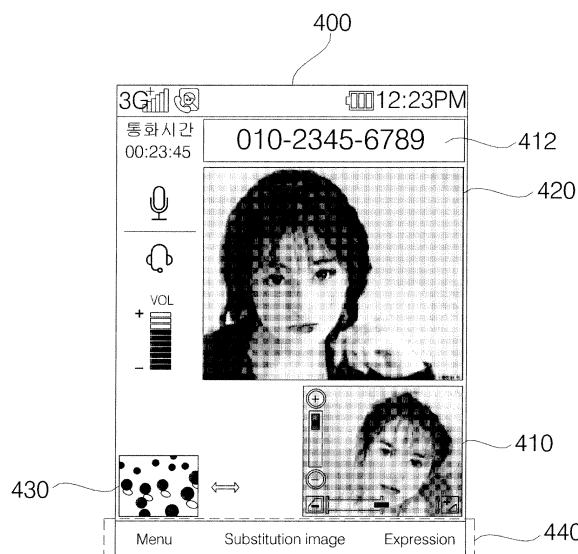 400
3G 12:23PM
통화시간
00:23:45
010-2345-6789
412
420
VOL
+
−
410
430
Menu Substitution image Expression
440